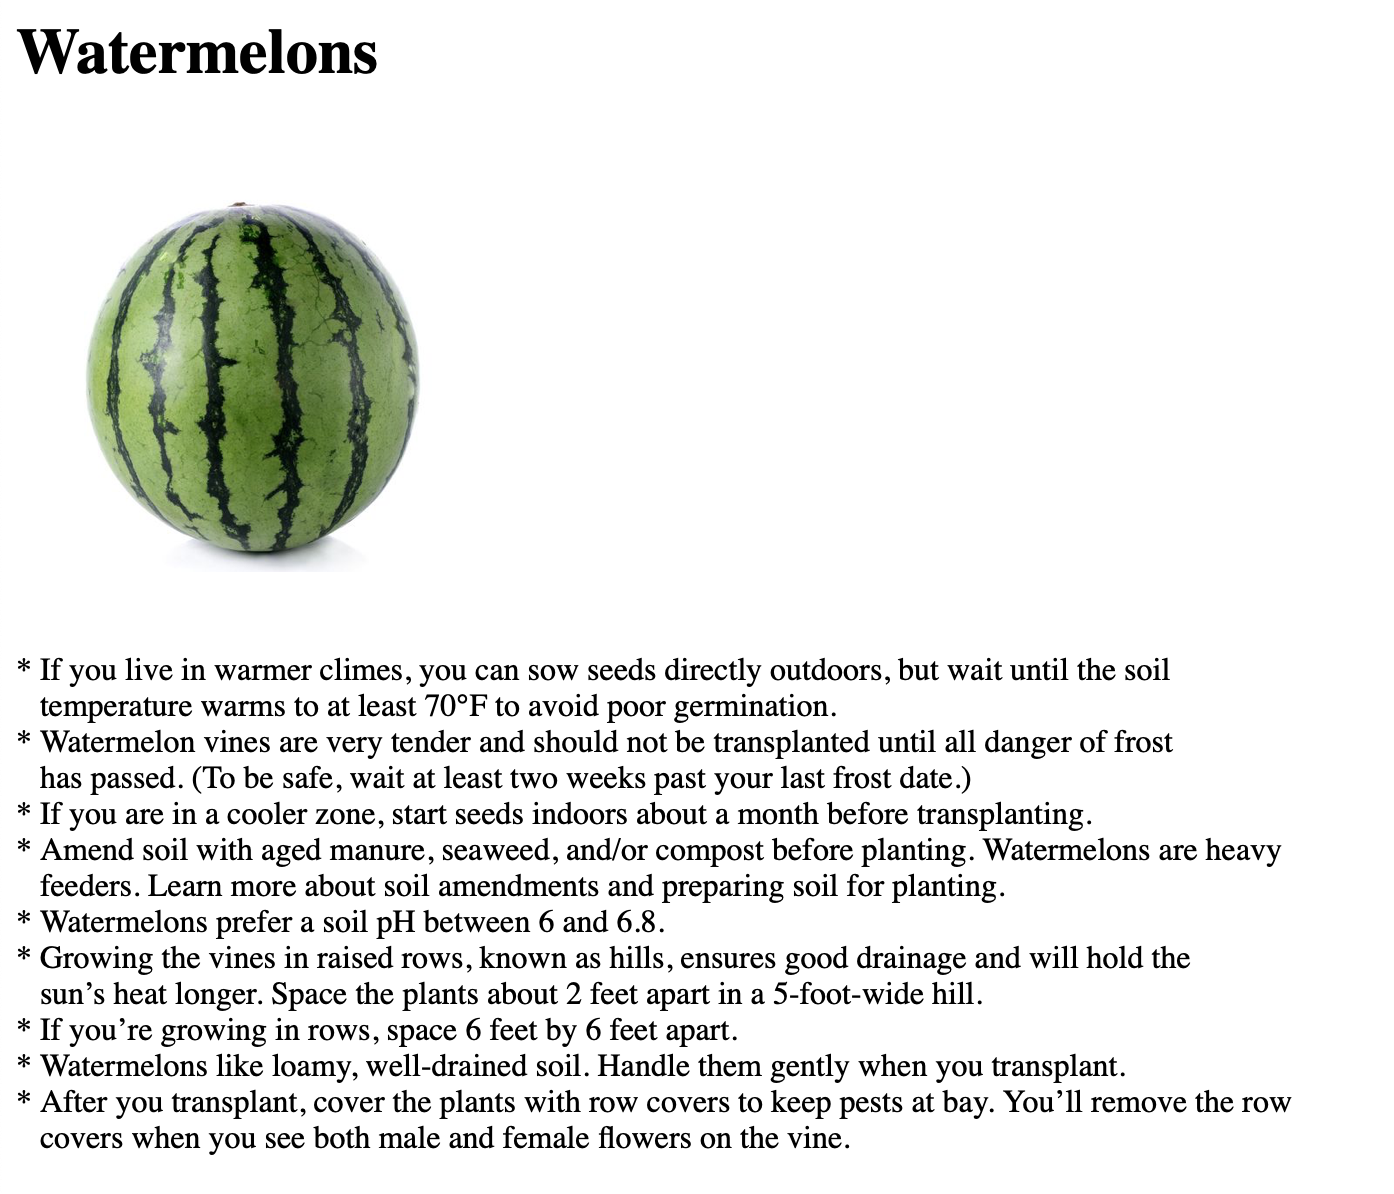 Watermelons
* If you live in warmer climes, you can sow seeds directly outdoors, but wait until the soil
temperature warms to at least 70°F to avoid poor germination.
* Watermelon vines are very tender and should not be transplanted until all danger of frost
has passed. (To be safe, wait at least two weeks past your last frost date.)
* If you are in a cooler zone, start seeds indoors about a month before transplanting.
* Amend soil with aged manure, seaweed, and/or compost before planting. Watermelons are heavy
feeders. Learn more about soil amendments and preparing soil for planting.
* Watermelons prefer a soil pH between 6 and 6.8.
* Growing the vines in raised rows, known as hills, ensures good drainage and will hold the
sun’s heat longer. Space the plants about 2 feet apart in a 5-foot-wide hill.
* If you’re growing in rows, space 6 feet by 6 feet apart.
* Watermelons like loamy, well-drained soil. Handle them gently when you transplant.
* After you transplant, cover the plants with row covers to keep pests at bay. You’ll remove the row
covers when you see both male and female flowers on the vine.